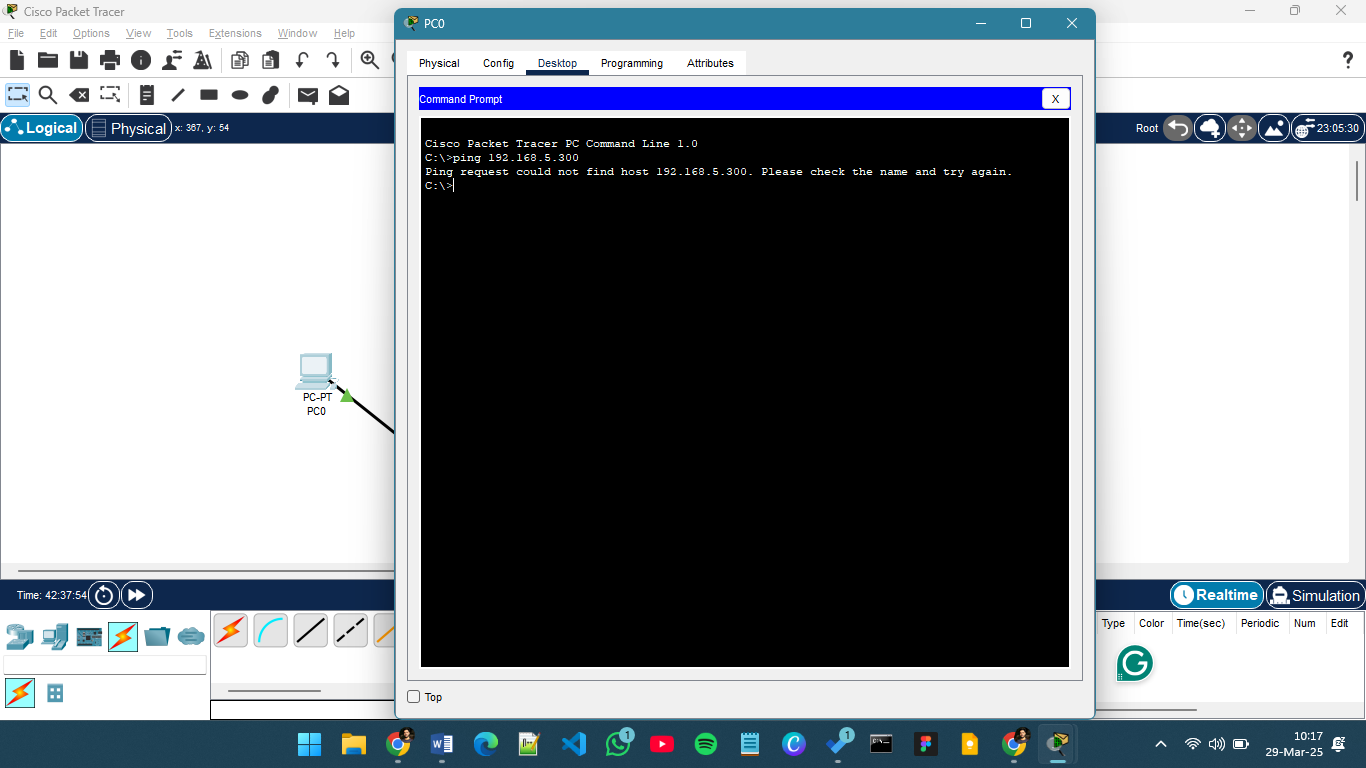 Cisco Packet Tracer
File Edit Options View Tools Extensions Window Help
Logical Physical x: 367, y: 54
Root 23:05:30
PC0
Physical Config Desktop Programming Attributes
Command Prompt X
Cisco Packet Tracer PC Command Line 1.0
C:\>ping 192.168.5.300
Ping request could not find host 192.168.5.300. Please check the name and try again.
C:\>
PC-PT
PC0
Top
Time: 42:37:54
Realtime Simulation
Type Color Time(sec) Periodic Num Edit
1
1
10:17
29-Mar-25